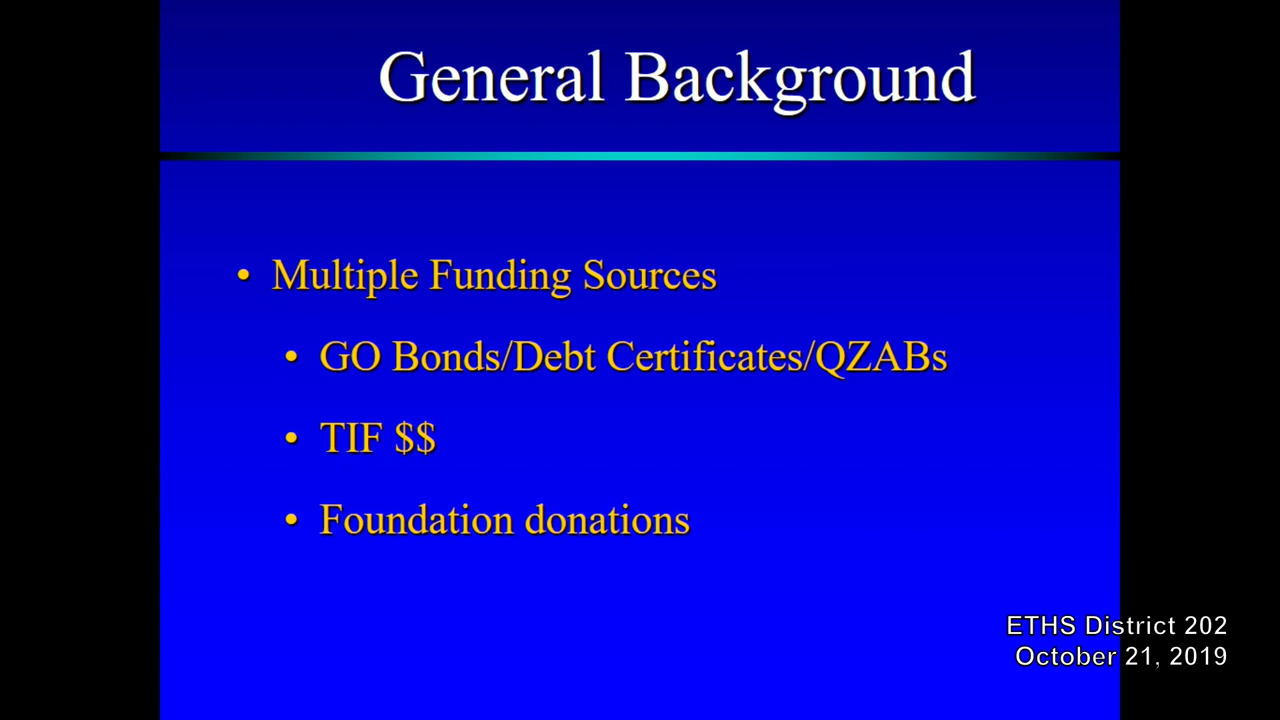 General Background
• Multiple Funding Sources
• GO Bonds/Debt Certificates/QZABs
• TIF $$
• Foundation donations
ETHS District 202
October 21, 2019